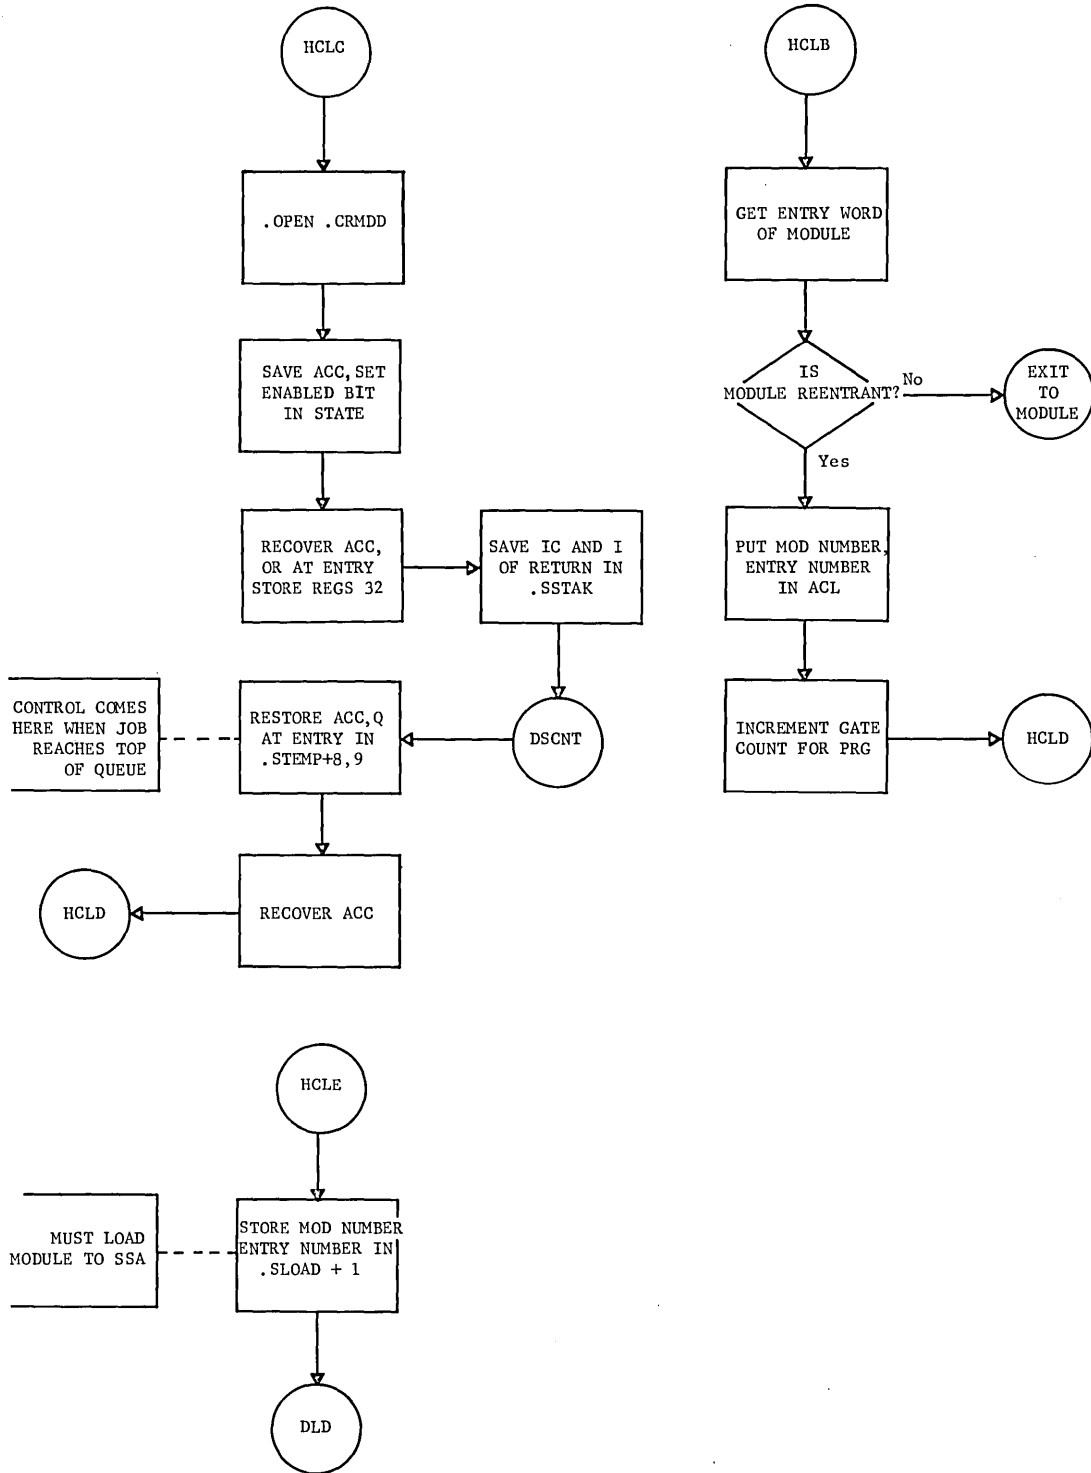 HCLC
.OPEN .CRMDD
SAVE ACC, SET
ENABLED BIT
IN STATE
RECOVER ACC,
OR AT ENTRY
STORE REGS 32
SAVE IC AND I
OF RETURN IN
.SSTAK
DSCNT
RESTORE ACC,Q
AT ENTRY IN
.STEMP+8,9
CONTROL COMES
HERE WHEN JOB
REACHES TOP
OF QUEUE
RECOVER ACC
HCLD
HCLB
GET ENTRY WORD
OF MODULE
IS
MODULE REENTRANT?
No
EXIT
TO
MODULE
Yes
PUT MOD NUMBER,
ENTRY NUMBER
IN ACL
INCREMENT GATE
COUNT FOR PRG
HCLD
HCLE
STORE MOD NUMBER
ENTRY NUMBER IN
.SLOAD + 1
MUST LOAD
MODULE TO SSA
DLD